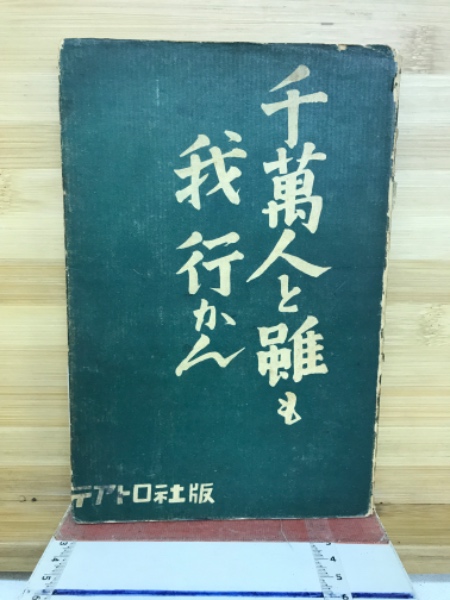 千萬人と雖も
我行かん
テアトロ社版